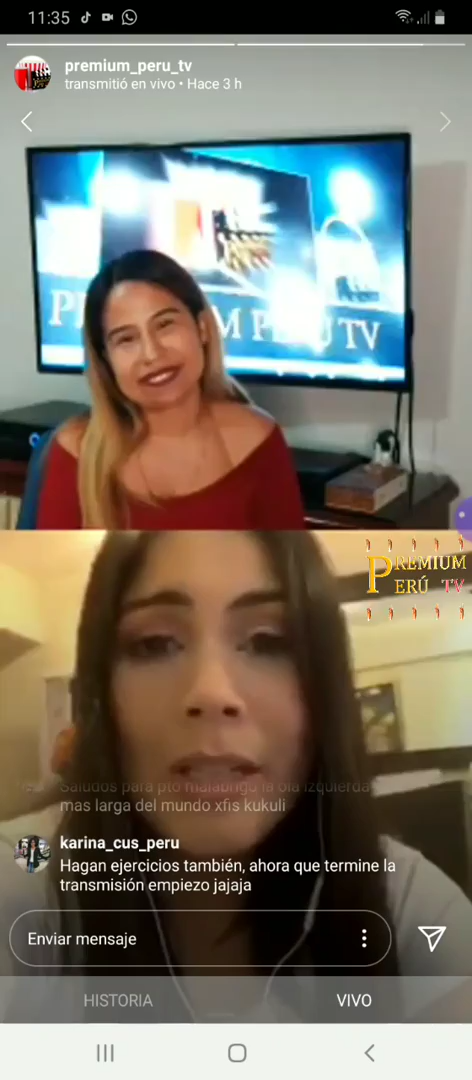 11:35
premium_peru_tv
transmitió en vivo • Hace 3 h
M PERÚ TV
PREMIUM
PERÚ TV
Saludos para pto malabrigo la ola izquierda
mas larga del mundo xfis kukuli
karina_cus_peru
Hagan ejercicios también, ahora que termine la
transmisión empiezo jajaja
Enviar mensaje
HISTORIA
VIVO